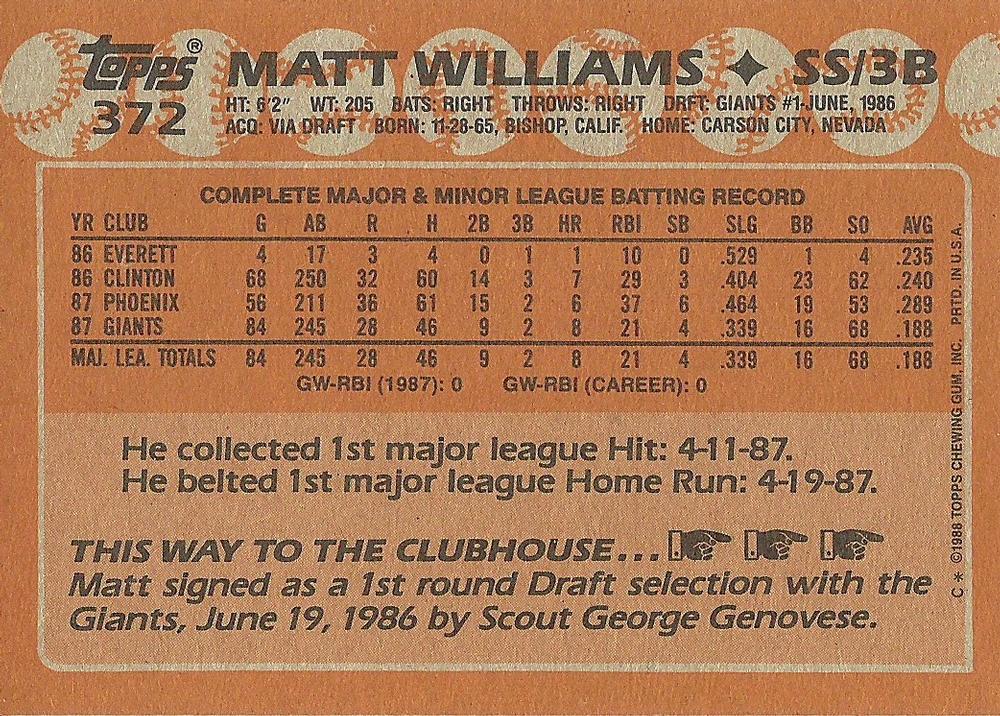 topps®
372
MATT WILLIAMS ✦ SS/3B
HT: 6'2" WT: 205 BATS: RIGHT THROWS: RIGHT DRFT: GIANTS #1-JUNE, 1986
ACQ: VIA DRAFT BORN: 11-28-65, BISHOP, CALIF. HOME: CARSON CITY, NEVADA
COMPLETE MAJOR & MINOR LEAGUE BATTING RECORD
YR CLUB G AB R H 2B 3B HR RBI SB SLG BB SO AVG
86 EVERETT 4 17 3 4 0 1 1 10 0 .529 1 4 .235
86 CLINTON 68 250 32 60 14 3 7 29 3 .404 23 62 .240
87 PHOENIX 56 211 36 61 15 2 6 37 6 .464 19 53 .289
87 GIANTS 84 245 28 46 9 2 8 21 4 .339 16 68 .188
MAJ. LEA. TOTALS 84 245 28 46 9 2 8 21 4 .339 16 68 .188
GW-RBI (1987): 0 GW-RBI (CAREER): 0
He collected 1st major league Hit: 4-11-87.
He belted 1st major league Home Run: 4-19-87.
THIS WAY TO THE CLUBHOUSE...
Matt signed as a 1st round Draft selection with the
Giants, June 19, 1986 by Scout George Genovese.
C * ©1988 TOPPS CHEWING GUM, INC. PRTD. IN U.S.A.